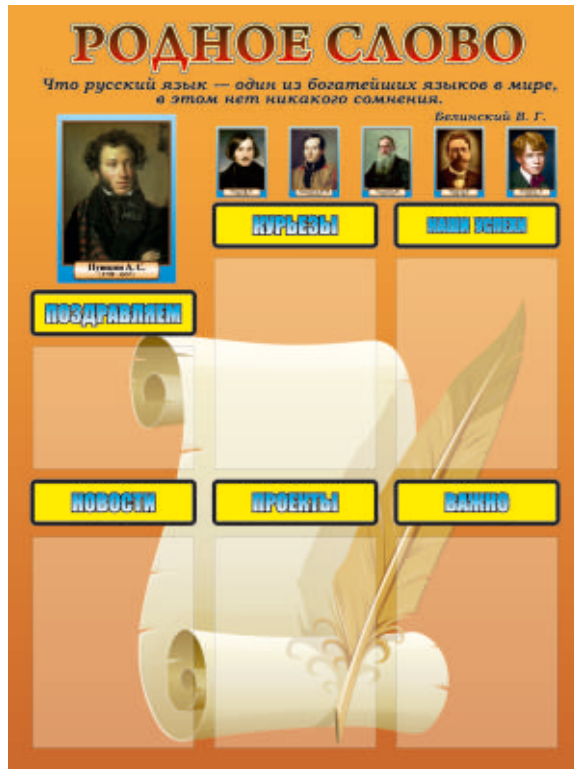 РОДНОЕ СЛОВО
Что русский язык — один из богатейших языков в мире,
в этом нет никакого сомнения.
Белинский В. Г.
Пушкин А. С.
КУРЬЕЗЫ
НАШИ УСПЕХИ
ПОЗДРАВЛЯЕМ
НОВОСТИ
ПРОЕКТЫ
ВАЖНО